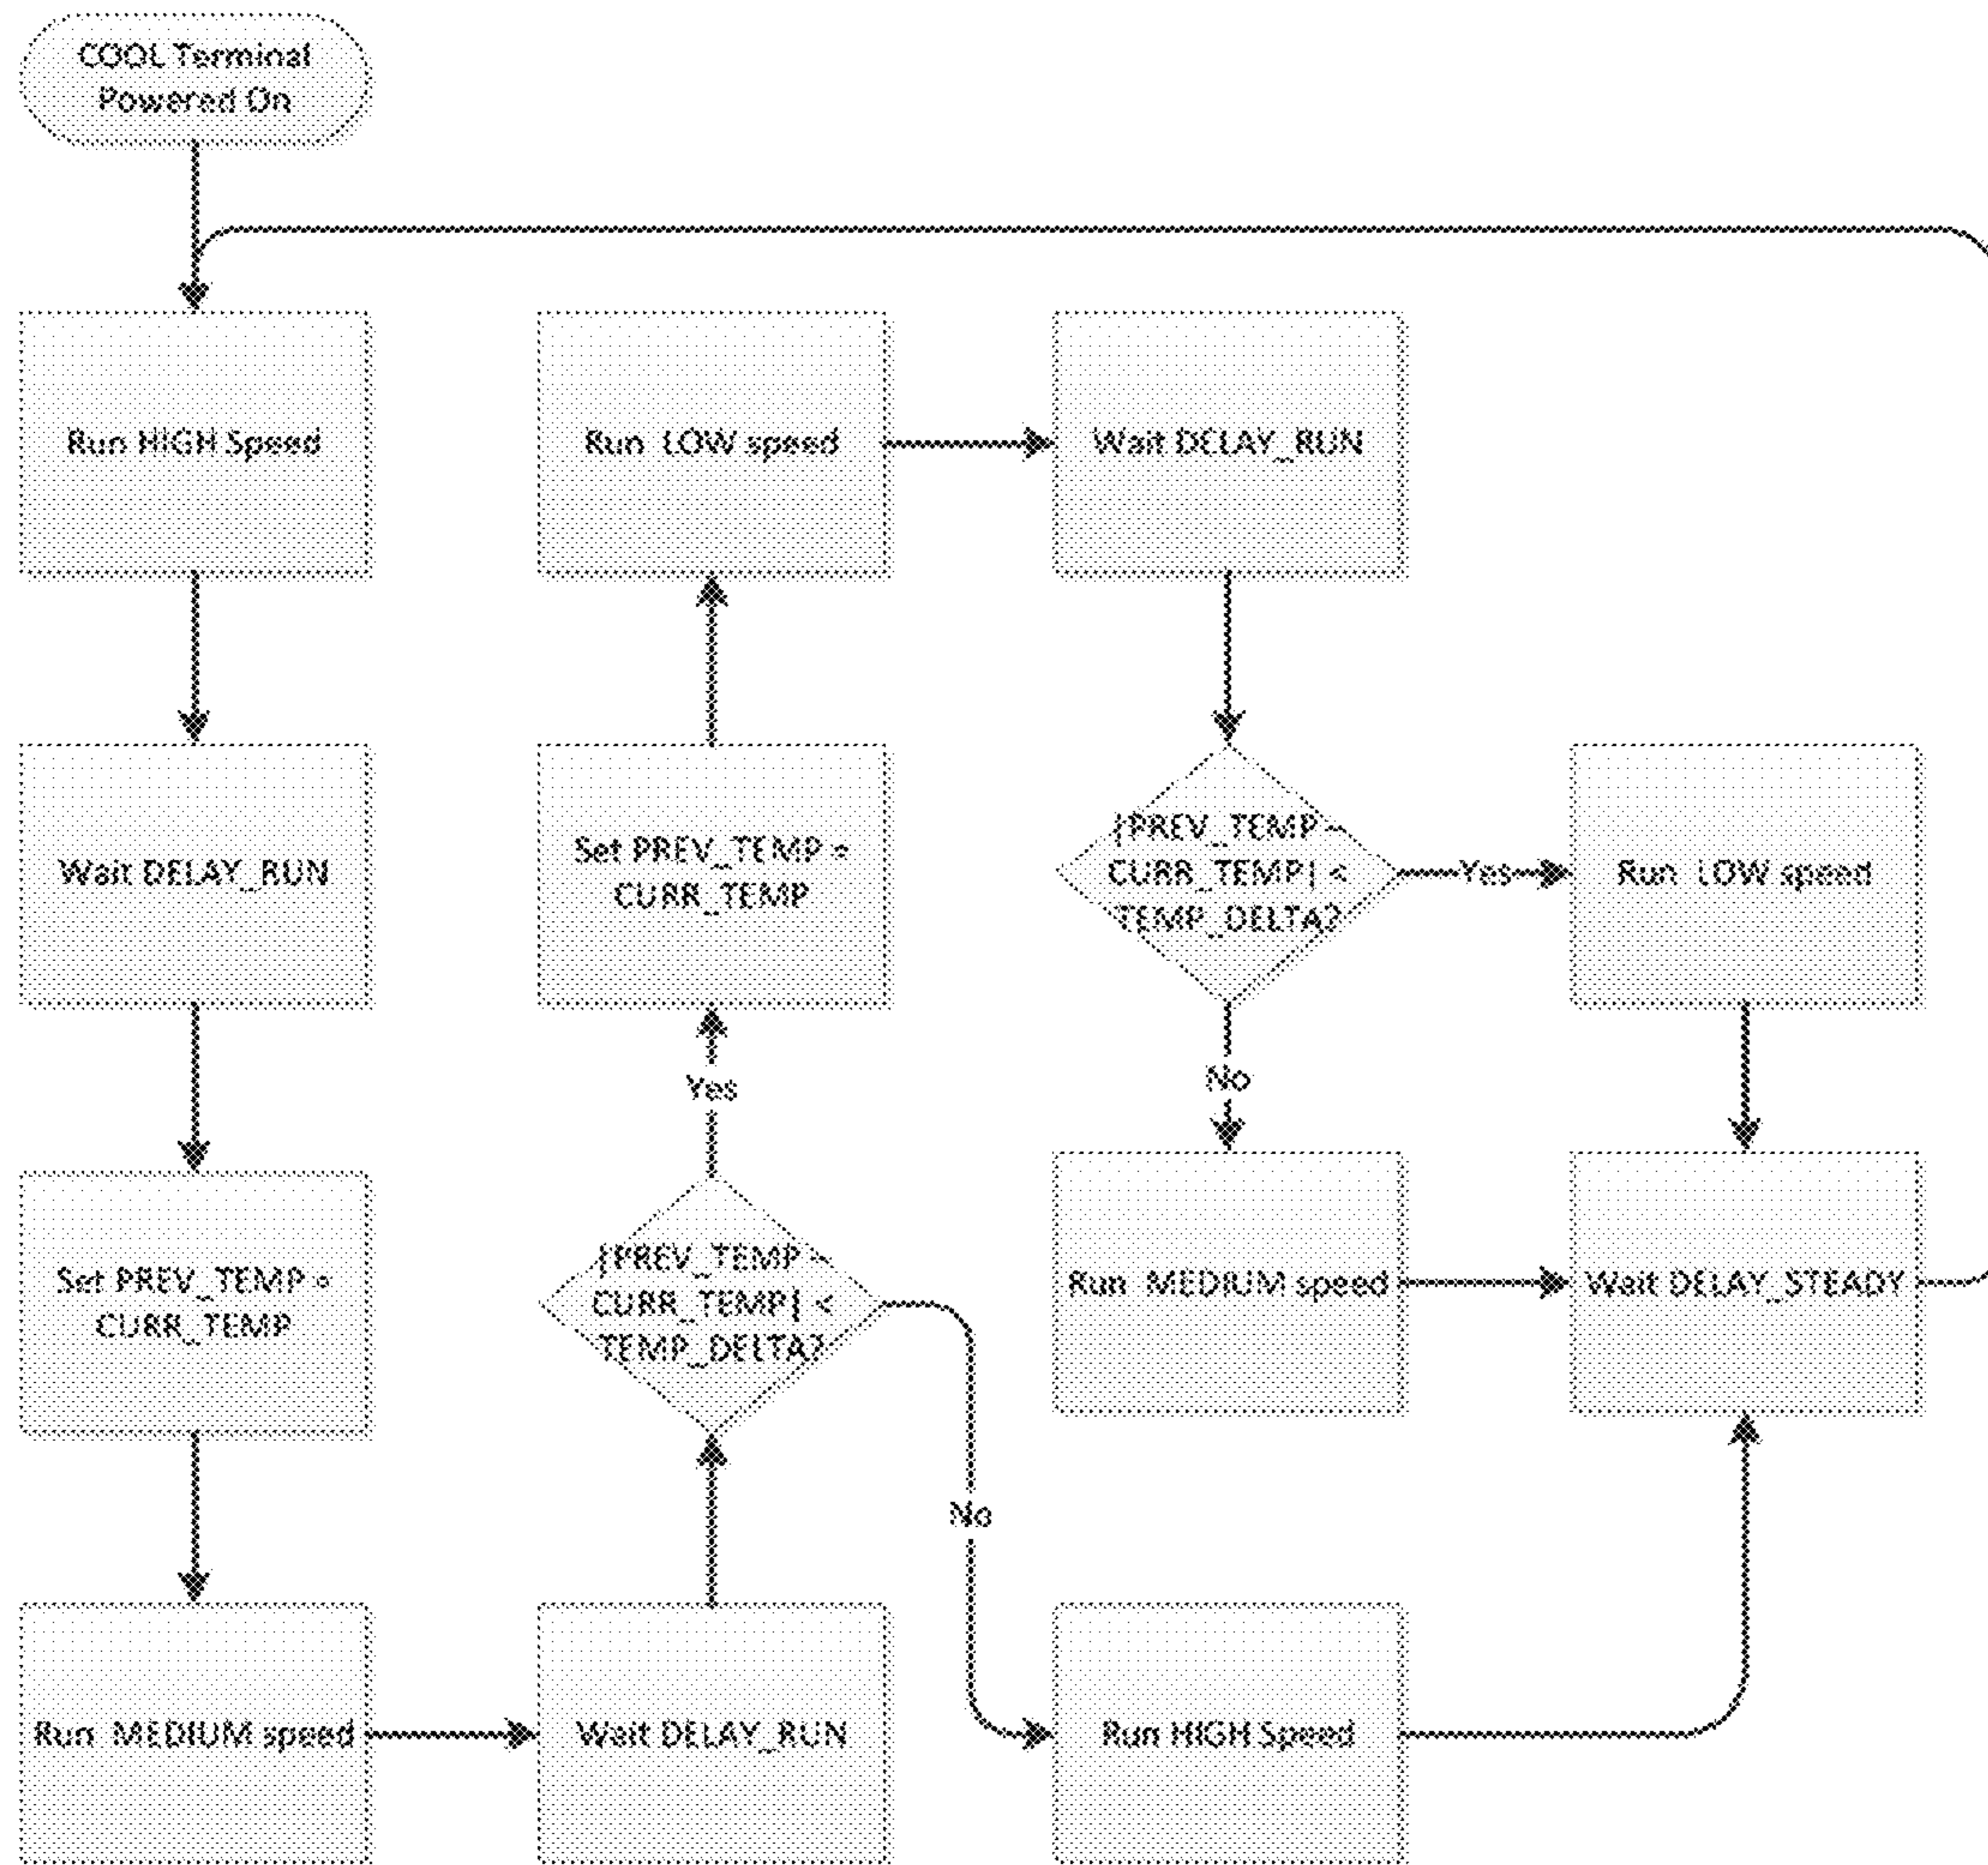 COOL Terminal
Powered On
Run HIGH Speed
Wait DELAY_RUN
Set PREV_TEMP =
CURR_TEMP
Run MEDIUM speed
Wait DELAY_RUN
|PREV_TEMP –
CURR_TEMP| <
TEMP_DELTA?
Yes
No
Set PREV_TEMP =
CURR_TEMP
Run LOW speed
Wait DELAY_RUN
|PREV_TEMP –
CURR_TEMP| <
TEMP_DELTA?
Yes
No
Run LOW speed
Run MEDIUM speed
Wait DELAY_STEADY
Run HIGH Speed